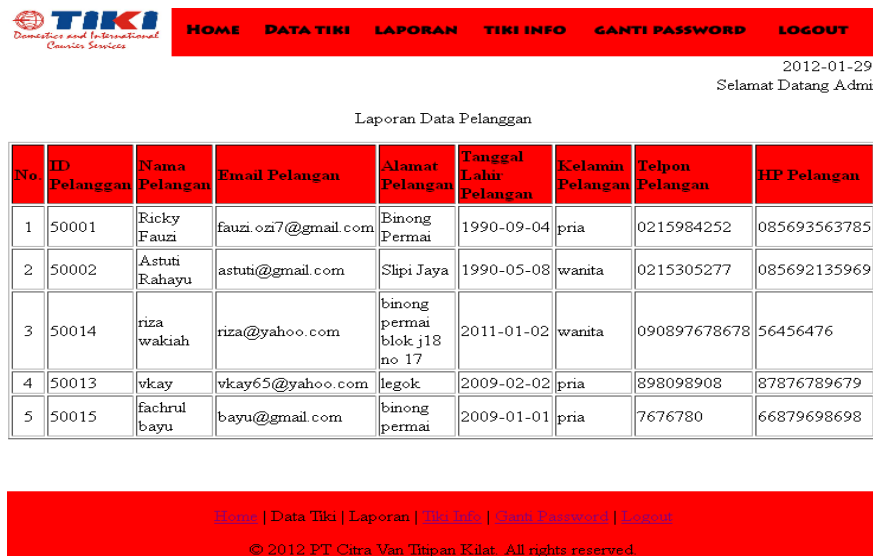 TIKI
Domestics and International
Courier Services
HOME DATA TIKI LAPORAN TIKI INFO GANTI PASSWORD LOGOUT
2012-01-29
Selamat Datang Admi
Laporan Data Pelanggan
No. ID Pelanggan Nama Pelangan Email Pelangan Alamat Pelangan Tanggal Lahir Pelangan Kelamin Pelangan Telpon Pelangan HP Pelangan
1 50001 Ricky Fauzi fauzi.ozi7@gmail.com Binong Permai 1990-09-04 pria 0215984252 085693563785
2 50002 Astuti Rahayu astuti@gmail.com Slipi Jaya 1990-05-08 wanita 0215305277 085692135969
3 50014 riza wakiah riza@yahoo.com binong permai blok j18 no 17 2011-01-02 wanita 090897678678 56456476
4 50013 vkay vkay65@yahoo.com legok 2009-02-02 pria 898098908 87876789679
5 50015 fachrul bayu bayu@gmail.com binong permai 2009-01-01 pria 7676780 66879698698
Home | Data Tiki | Laporan | Tiki Info | Ganti Password | Logout
© 2012 PT Citra Van Titipan Kilat. All rights reserved.